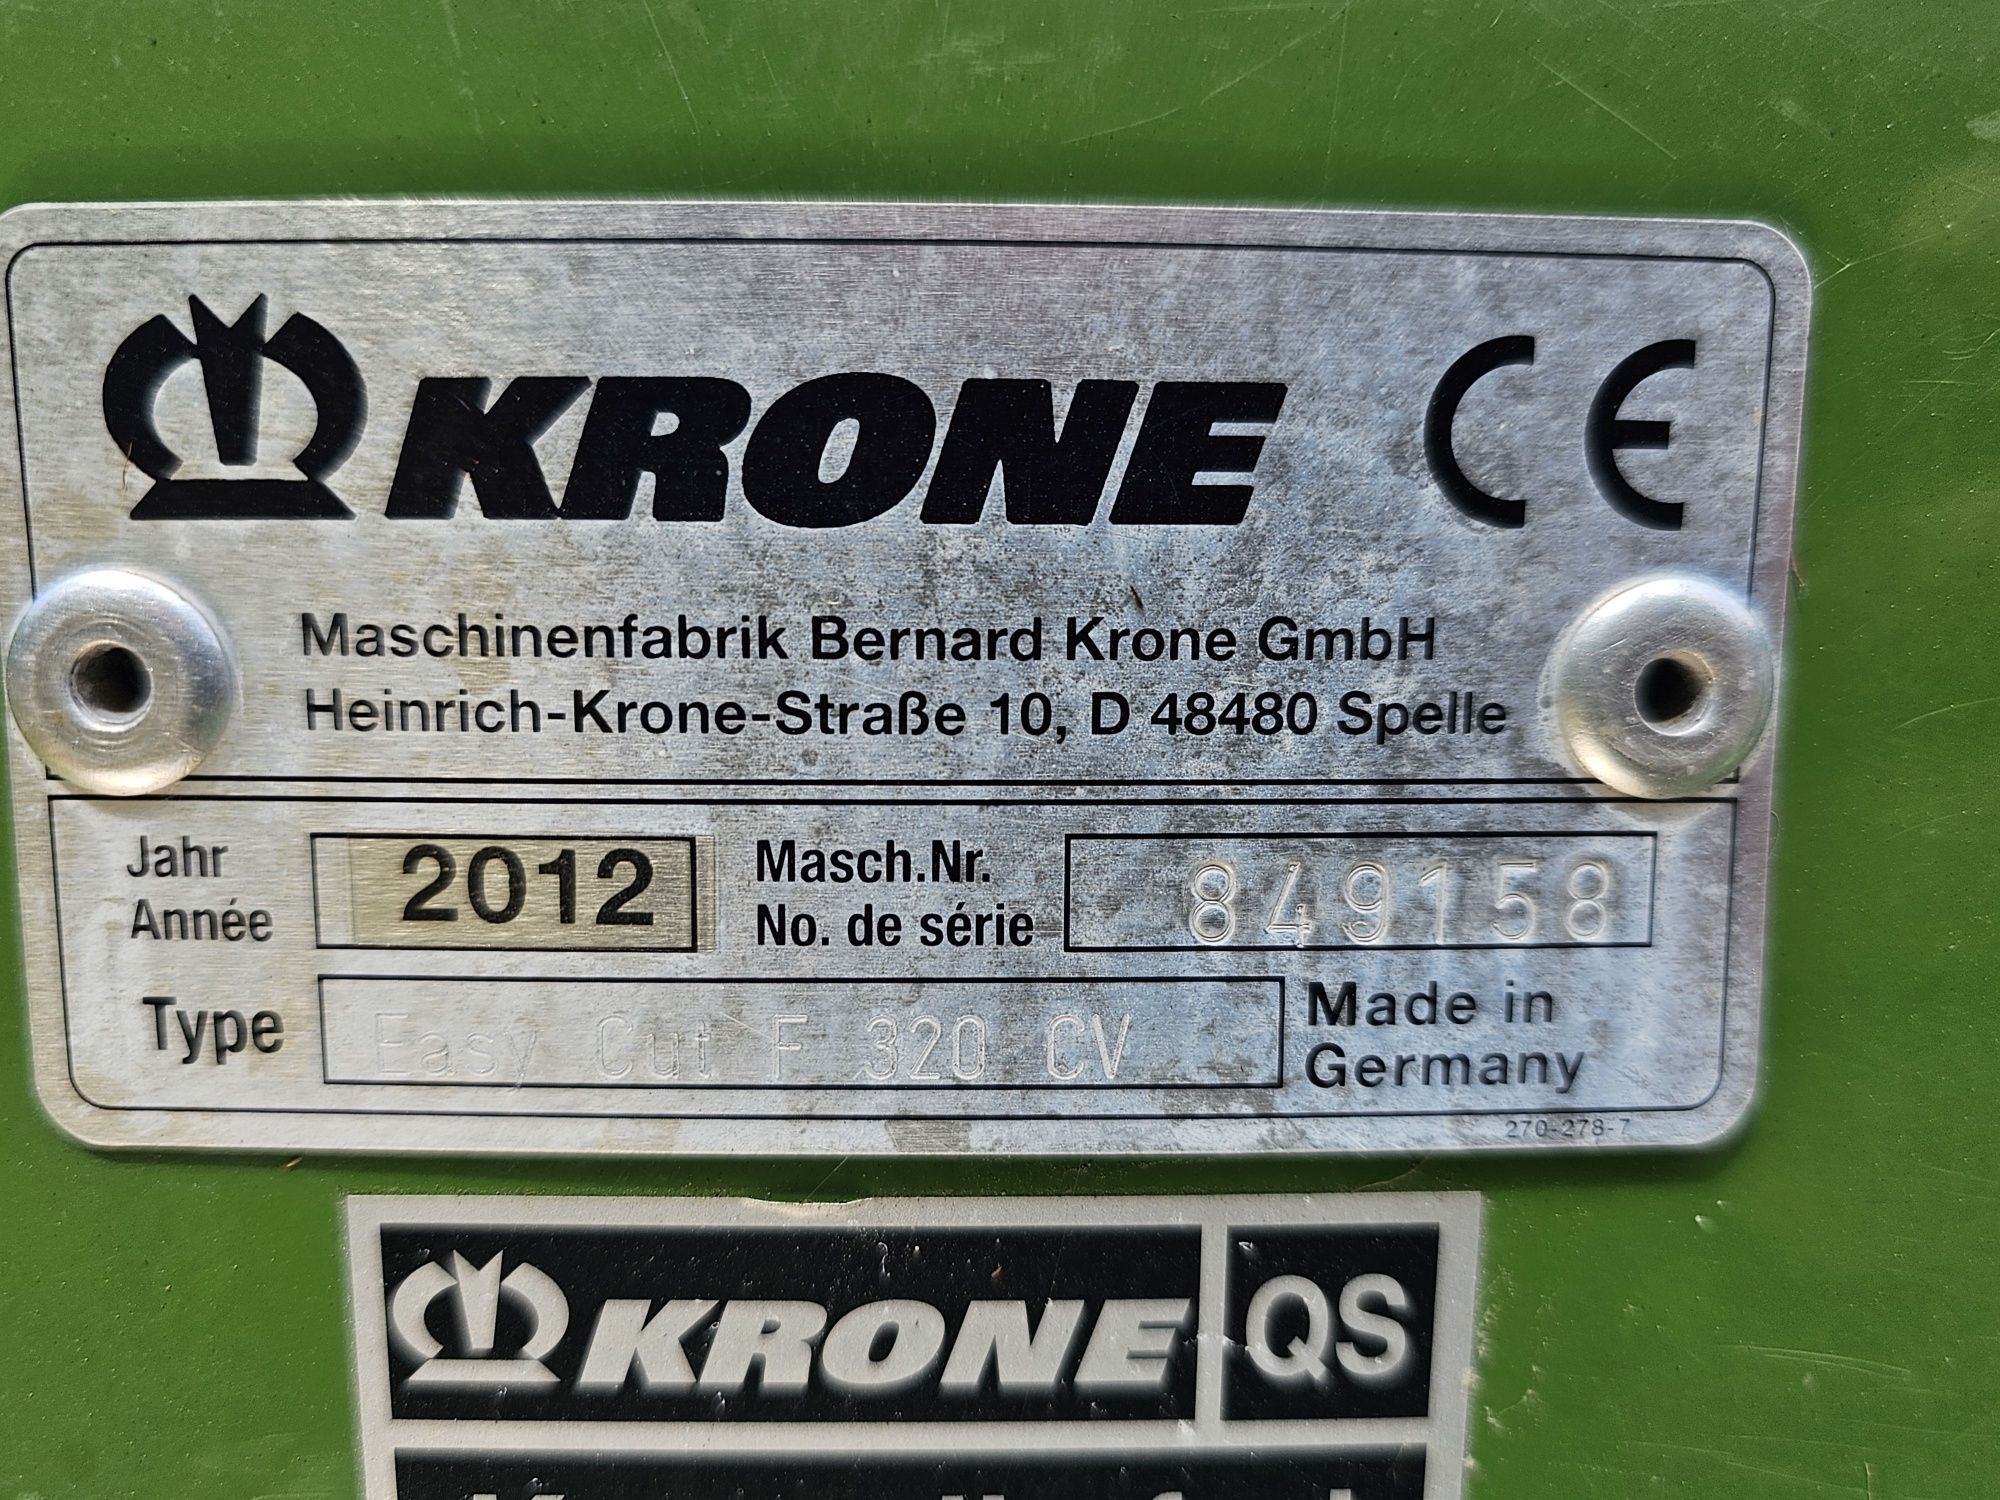 KRONE CE
Maschinenfabrik Bernard Krone GmbH
Heinrich-Krone-Straße 10, D 48480 Spelle
Jahr
Année
2012
Masch.Nr.
No. de série
849158
Type
Easy Cut F 320 CV
Made in
Germany
270-278-7
KRONE QS